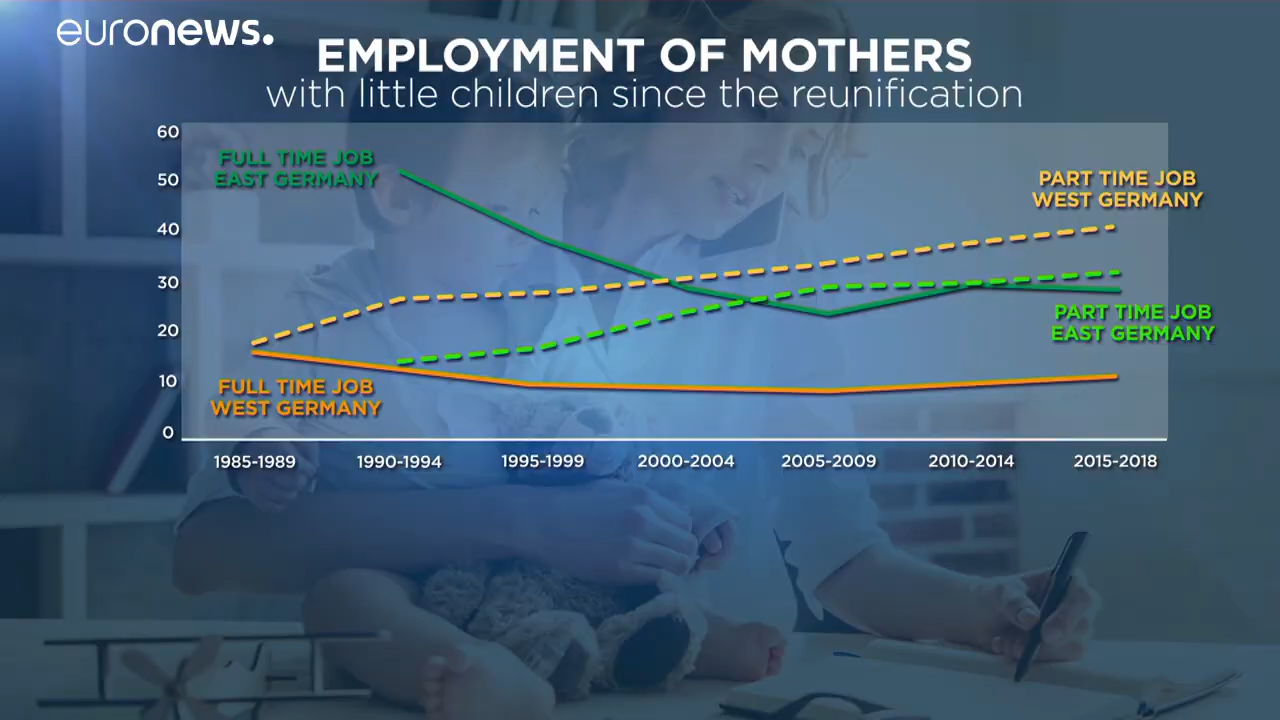 euronews.
EMPLOYMENT OF MOTHERS
with little children since the reunification
60
50
40
30
20
10
0
FULL TIME JOB
EAST GERMANY
PART TIME JOB
WEST GERMANY
PART TIME JOB
EAST GERMANY
FULL TIME JOB
WEST GERMANY
1985-1989
1990-1994
1995-1999
2000-2004
2005-2009
2010-2014
2015-2018